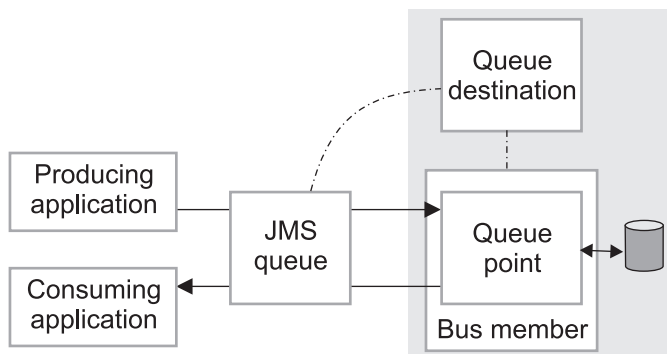 Queue
destination
Producing
application
JMS
queue
Queue
point
Consuming
application
Bus member